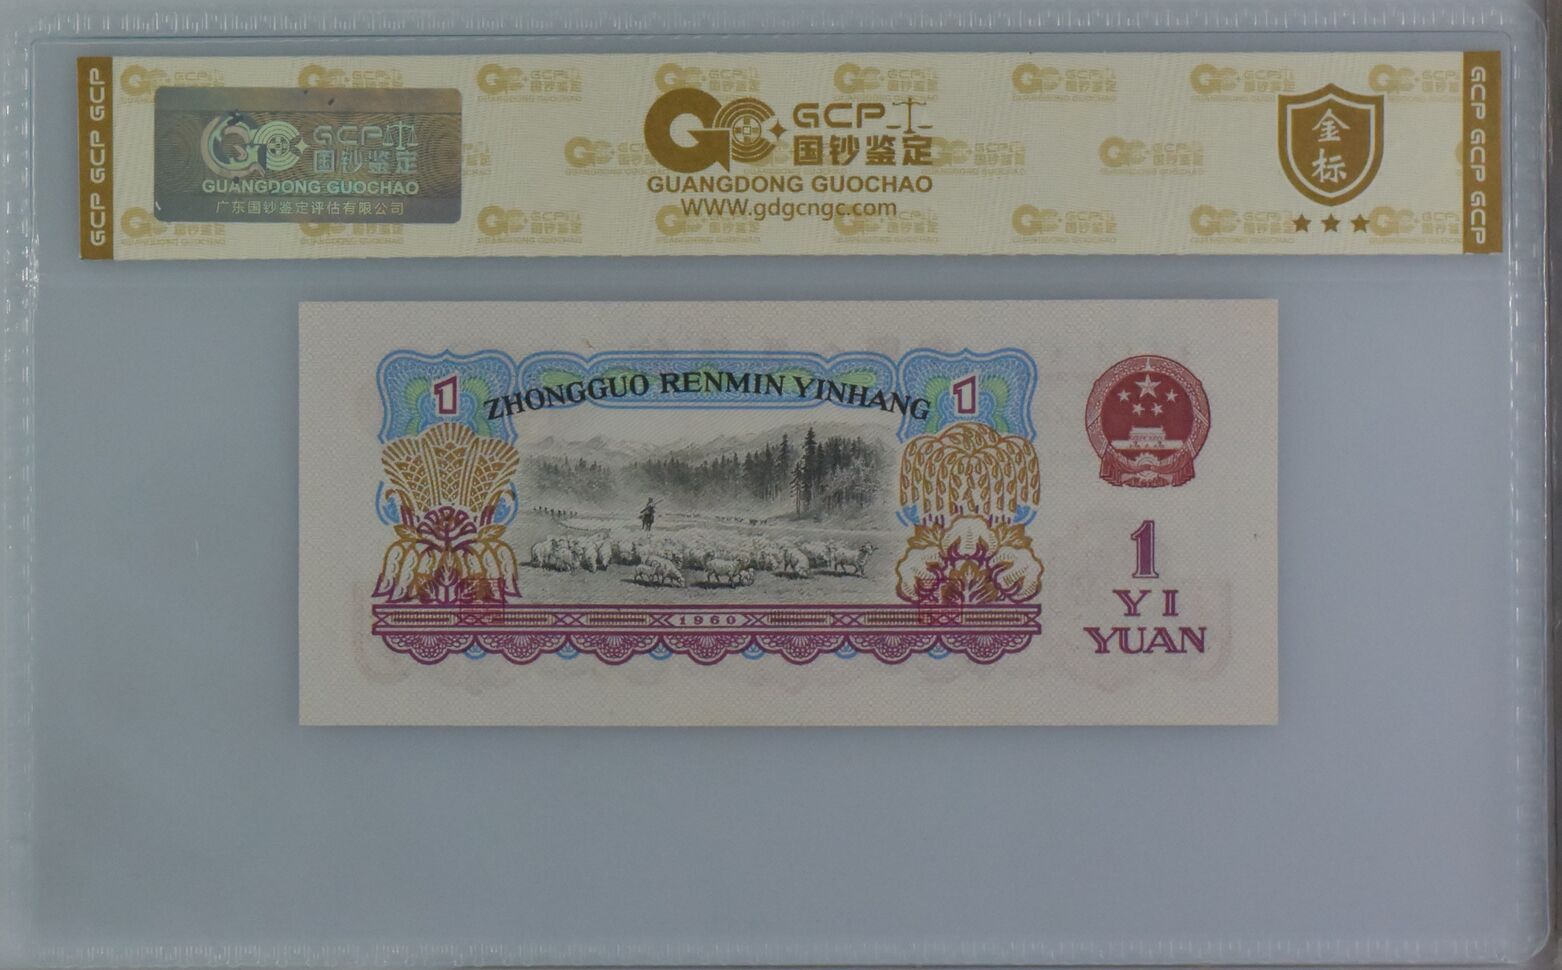 GCP GCP GCP
GCP
国钞鉴定
GUANGDONG GUOCHAO
广东国钞鉴定评估有限公司
GCP
国钞鉴定
GUANGDONG GUOCHAO
WWW.gdgcngc.com
金标
GCP GCP GCP
1
ZHONGGUO RENMIN YINHANG
1
1960
1
YI
YUAN